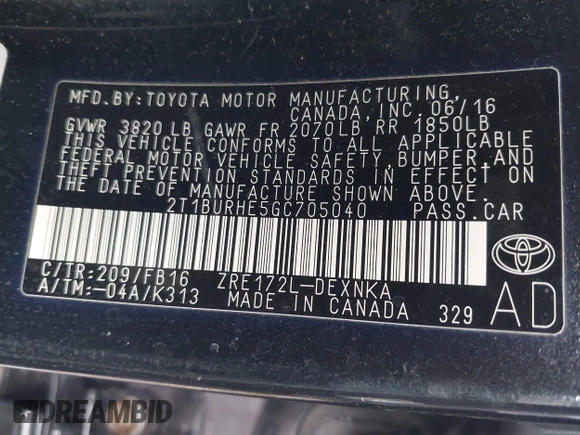 MFD. BY: TOYOTA MOTOR MANUFACTURING,
CANADA, INC. 06/16
GVWR 3820 LB GAWR FR 2070LB RR 1850LB
THIS VEHICLE CONFORMS TO ALL APPLICABLE
FEDERAL MOTOR VEHICLE SAFETY, BUMPER, AND
THEFT PREVENTION STANDARDS IN EFFECT ON
THE DATE OF MANUFACTURE SHOWN ABOVE.
2T1BURHE5GC705040 PASS.CAR
C/TR:209/FB16 ZRE172L-DEXNKA
A/TM:-04A/K313 MADE IN CANADA 329 AD
DREAMBID